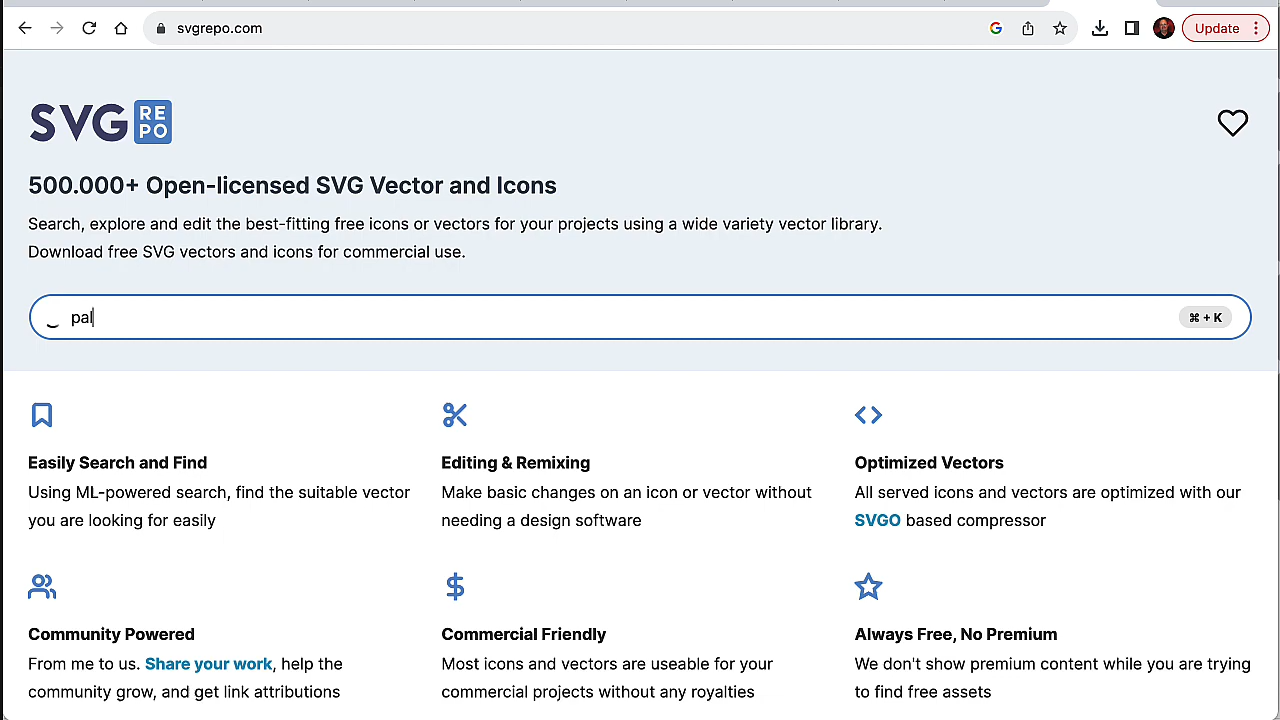 svgrepo.com
Update
SVG RE
PO
500.000+ Open-licensed SVG Vector and Icons
Search, explore and edit the best-fitting free icons or vectors for your projects using a wide variety vector library.
Download free SVG vectors and icons for commercial use.
pal
⌘ + K
Easily Search and Find
Using ML-powered search, find the suitable vector
you are looking for easily
Editing & Remixing
Make basic changes on an icon or vector without
needing a design software
Optimized Vectors
All served icons and vectors are optimized with our
SVGO based compressor
Community Powered
From me to us. Share your work, help the
community grow, and get link attributions
Commercial Friendly
Most icons and vectors are useable for your
commercial projects without any royalties
Always Free, No Premium
We don't show premium content while you are trying
to find free assets